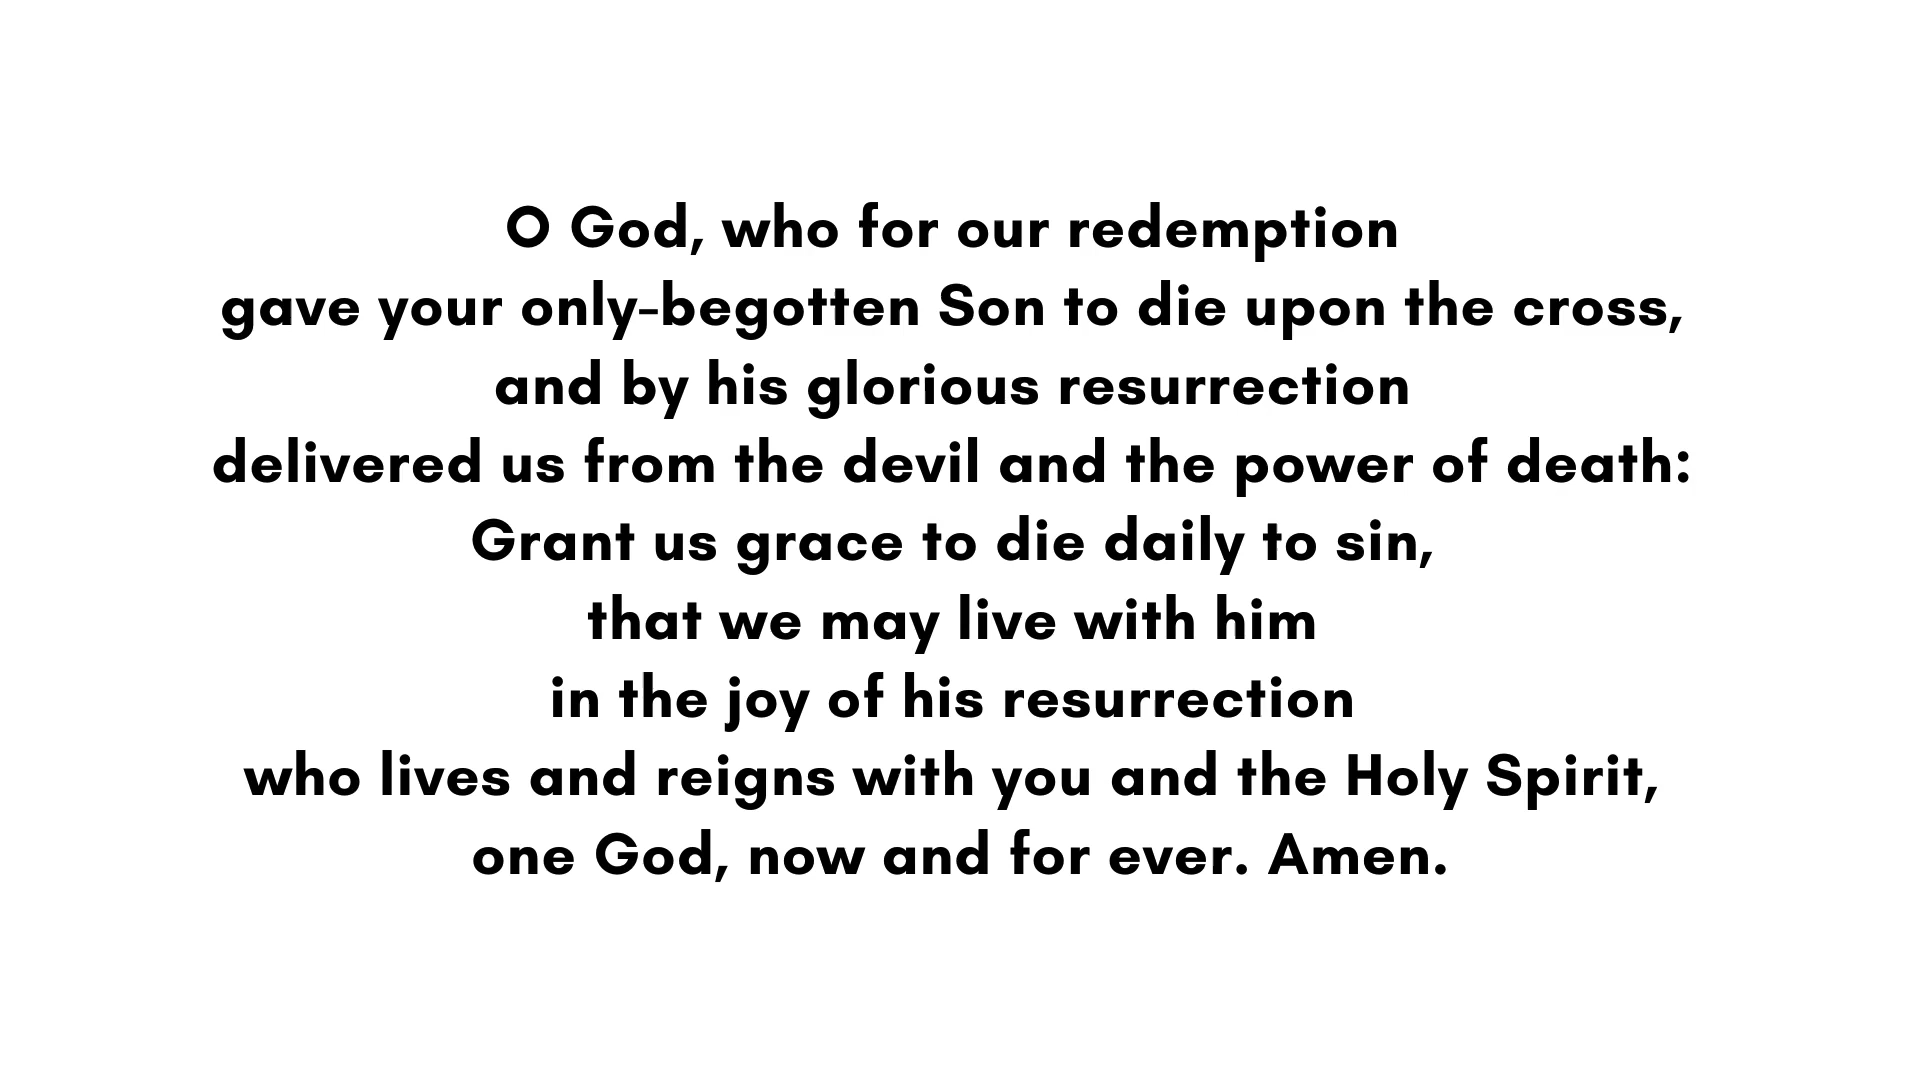 O God, who for our redemption
gave your only-begotten Son to die upon the cross,
and by his glorious resurrection
delivered us from the devil and the power of death:
Grant us grace to die daily to sin,
that we may live with him
in the joy of his resurrection
who lives and reigns with you and the Holy Spirit,
one God, now and for ever. Amen.